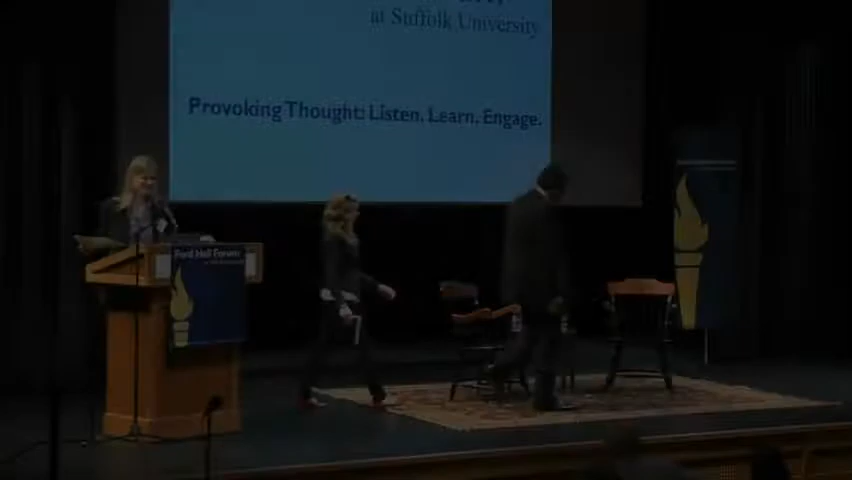 at Suffolk University
Provoking Thought: Listen. Learn. Engage.
Ford Hall Forum